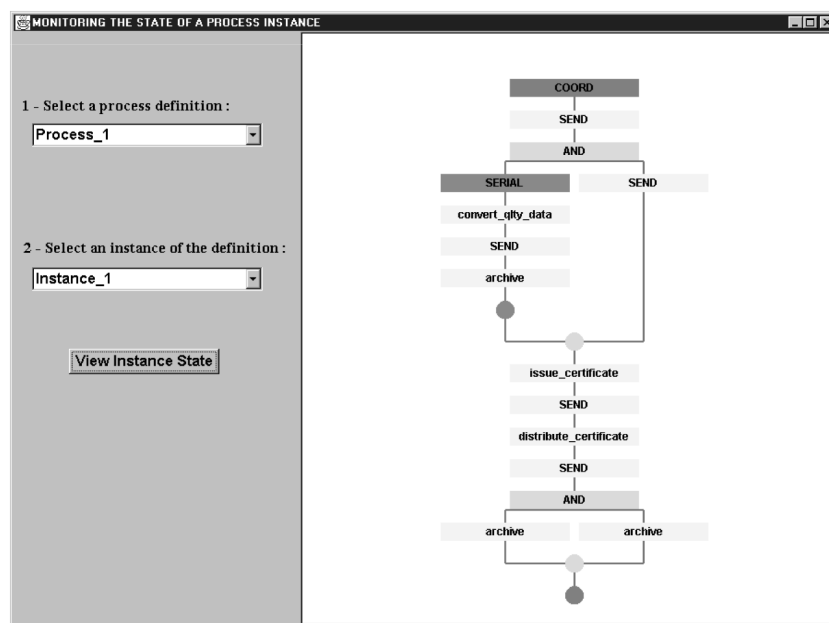 MONITORING THE STATE OF A PROCESS INSTANCE
1 - Select a process definition :
Process_1
2 - Select an instance of the definition :
Instance_1
View Instance State
COORD
SEND
AND
SERIAL SEND
convert_qlty_data
SEND
archive
issue_certificate
SEND
distribute_certificate
SEND
AND
archive archive